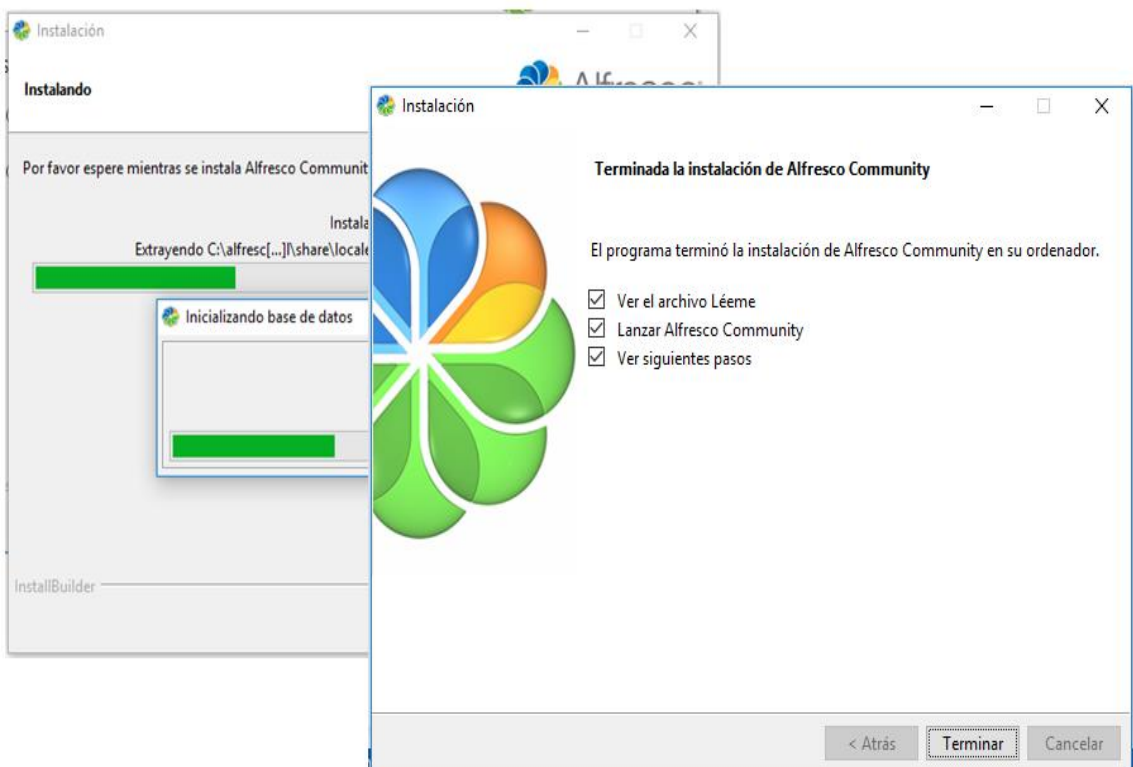 Instalación
Instalando
Por favor espere mientras se instala Alfresco Communit
Instala
Extrayendo C:\alfresc[...]l\share\locale
Inicializando base de datos
InstallBuilder
Instalación
Terminada la instalación de Alfresco Community
El programa terminó la instalación de Alfresco Community en su ordenador.
Ver el archivo Léeme
Lanzar Alfresco Community
Ver siguientes pasos
< Atrás
Terminar
Cancelar